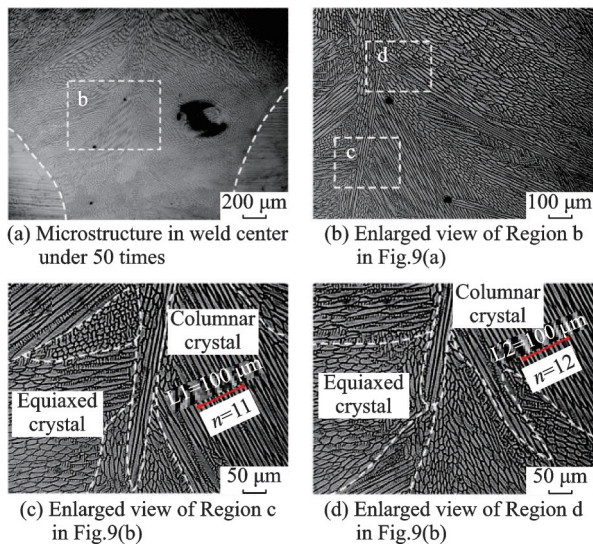 b
200 μm
(a) Microstructure in weld center
under 50 times
d
c
100 μm
(b) Enlarged view of Region b
in Fig.9(a)
Columnar
crystal
L1=100 μm
n=11
Equiaxed
crystal
50 μm
(c) Enlarged view of Region c
in Fig.9(b)
Columnar
crystal
L2=100 μm
n=12
Equiaxed
crystal
50 μm
(d) Enlarged view of Region d
in Fig.9(b)